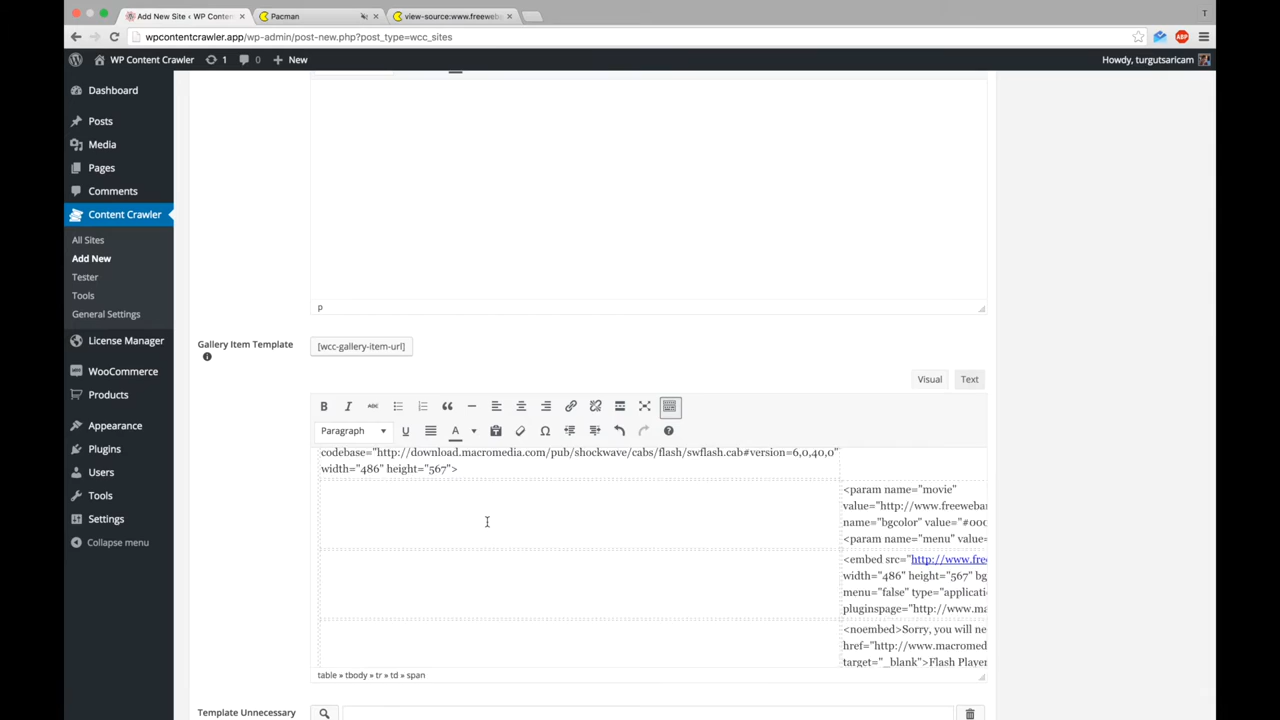 Add New Site ‹ WP Conten
Pacman
view-source:www.freeweb
T
wpcontentcrawler.app/wp-admin/post-new.php?post_type=wcc_sites
ABP
WP Content Crawler
1
0
New
Howdy, turgutsaricam
Dashboard
Posts
Media
Pages
Comments
Content Crawler
All Sites
Add New
Tester
Tools
General Settings
License Manager
WooCommerce
Products
Appearance
Plugins
Users
Tools
Settings
Collapse menu
p
Gallery Item Template
[wcc-gallery-item-url]
Visual
Text
B I ABC
Paragraph
U A Ω
codebase="http://download.macromedia.com/pub/shockwave/cabs/flash/swflash.cab#version=6,0,40,0"
width="486" height="567">
<param name="movie"
value="http://www.freeweba
name="bgcolor" value="#000
<param name="menu" value=
<embed src="http://www.fre
width="486" height="567" bg
menu="false" type="applicati
pluginspage="http://www.ma
<noembed>Sorry, you will ne
href="http://www.macromed
target="_blank">Flash Player
table » tbody » tr » td » span
Template Unnecessary